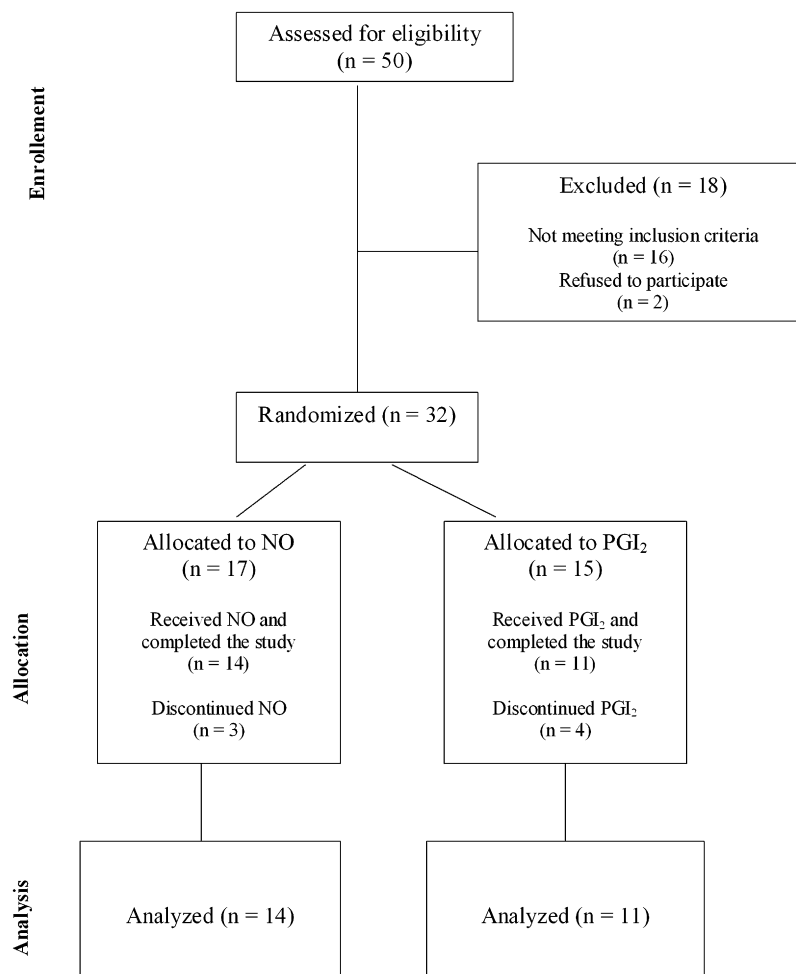 Assessed for eligibility
(n = 50)
Enrollement
Excluded (n = 18)
Not meeting inclusion criteria
(n = 16)
Refused to participate
(n = 2)
Randomized (n = 32)
Allocated to NO
(n = 17)
Received NO and
completed the study
(n = 14)
Discontinued NO
(n = 3)
Allocated to PGI₂
(n = 15)
Received PGI₂ and
completed the study
(n = 11)
Discontinued PGI₂
(n = 4)
Allocation
Analyzed (n = 14)
Analyzed (n = 11)
Analysis